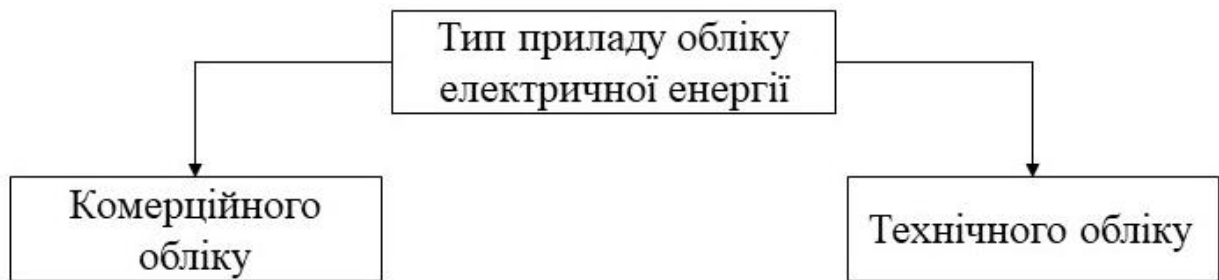 Тип приладу обліку
електричної енергії
Комерційного
обліку
Технічного обліку